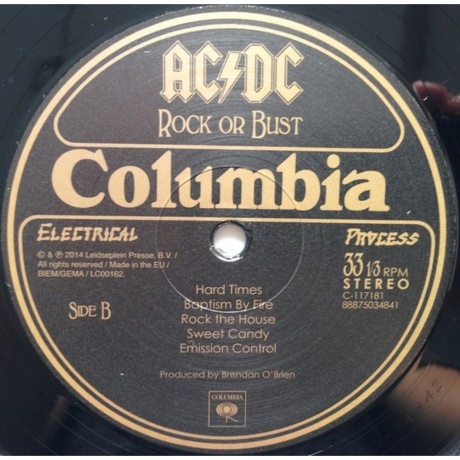 AC⚡DC
ROCK OR BUST
Columbia
ELECTRICAL
PROCESS
© & ℗ 2014 Leidseplein Presse, B.V. /
All rights reserved / Made in the EU /
BIEM/GEMA / LC00162.
33 1/3 RPM
STEREO
C-117181
88875034841
SIDE B
Hard Times
Baptism By Fire
Rock the House
Sweet Candy
Emission Control
Produced by Brendan O'Brien
COLUMBIA